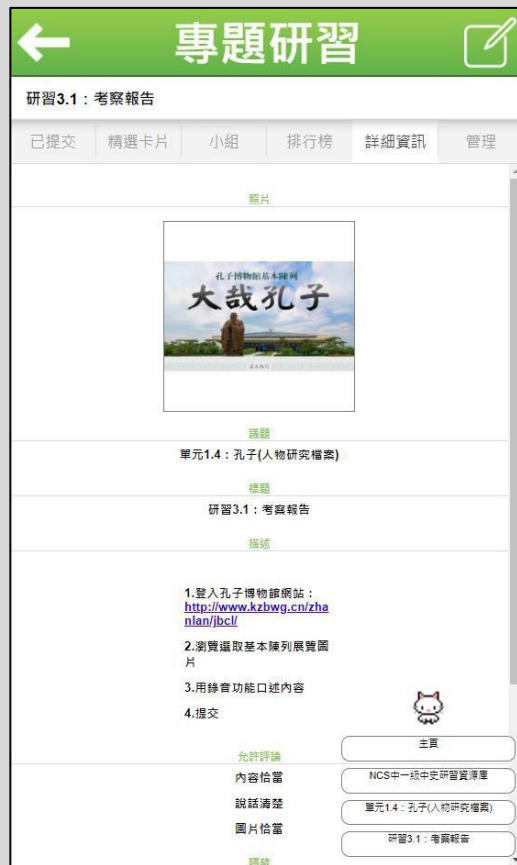 專題研習
研習3.1：考察報告
已提交
精選卡片
小組
排行榜
詳細資訊
管理
照片
孔子博物館基本陳列
大哉孔子
議題
單元1.4：孔子(人物研究檔案)
標題
研習3.1：考察報告
描述
1.登入孔子博物館網站：
http://www.kzbwg.cn/zha
nlan/jbcl/
2.瀏覽選取基本陳列展覽圖
片
3.用錄音功能口述內容
4.提交
允許評論
內容恰當
說話清楚
圖片恰當
主頁
NCS中一級中史研習資源庫
單元1.4：孔子(人物研究檔案)
研習3.1：考察報告